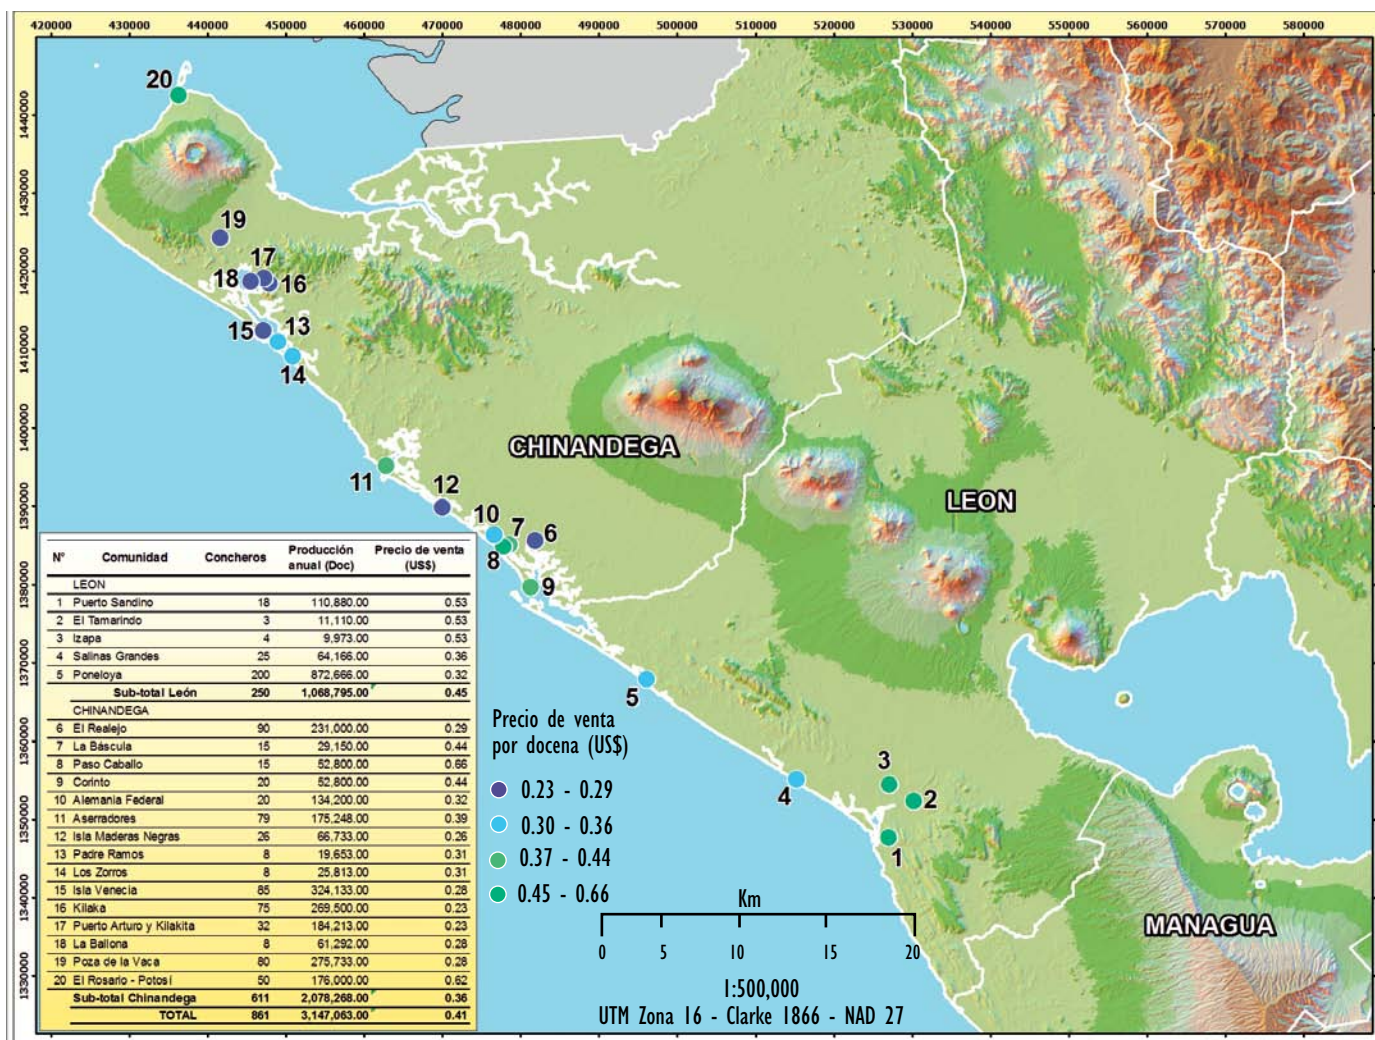 420000 430000 440000 450000 460000 470000 480000 490000 500000 510000 520000 530000 540000 550000 560000 570000 580000
1440000
1430000
1420000
1410000
1400000
1390000
1380000
1370000
1360000
1350000
1340000
1330000
20
19
17
18
16
15
13
14
11
12
10
7
6
8
9
5
4
3
2
1
CHINANDEGA
LEON
MANAGUA
N° Comunidad Concheros Producción anual (Doc) Precio de venta (US$)
LEON
1 Puerto Sandino 18 110,880.00 0.53
2 El Tamarindo 3 11,110.00 0.53
3 Izapa 4 9,973.00 0.53
4 Salinas Grandes 25 64,166.00 0.36
5 Poneloya 200 872,666.00 0.32
Sub-total León 250 1,068,795.00 0.45
CHINANDEGA
6 El Realejo 90 231,000.00 0.29
7 La Báscula 15 29,150.00 0.44
8 Paso Caballo 15 52,800.00 0.66
9 Corinto 20 52,800.00 0.44
10 Alemania Federal 20 134,200.00 0.32
11 Aserradores 79 175,248.00 0.39
12 Isla Maderas Negras 26 66,733.00 0.26
13 Padre Ramos 8 19,653.00 0.31
14 Los Zorros 8 25,813.00 0.31
15 Isla Venecia 85 324,133.00 0.28
16 Kilaka 75 269,500.00 0.23
17 Puerto Arturo y Kilakita 32 184,213.00 0.23
18 La Ballona 8 61,292.00 0.28
19 Poza de la Vaca 80 275,733.00 0.28
20 El Rosario - Potosí 50 176,000.00 0.62
Sub-total Chinandega 611 2,078,268.00 0.36
TOTAL 861 3,147,063.00 0.41
Precio de venta
por docena (US$)
0.23 - 0.29
0.30 - 0.36
0.37 - 0.44
0.45 - 0.66
Km
0 5 10 15 20
1:500,000
UTM Zona 16 - Clarke 1866 - NAD 27